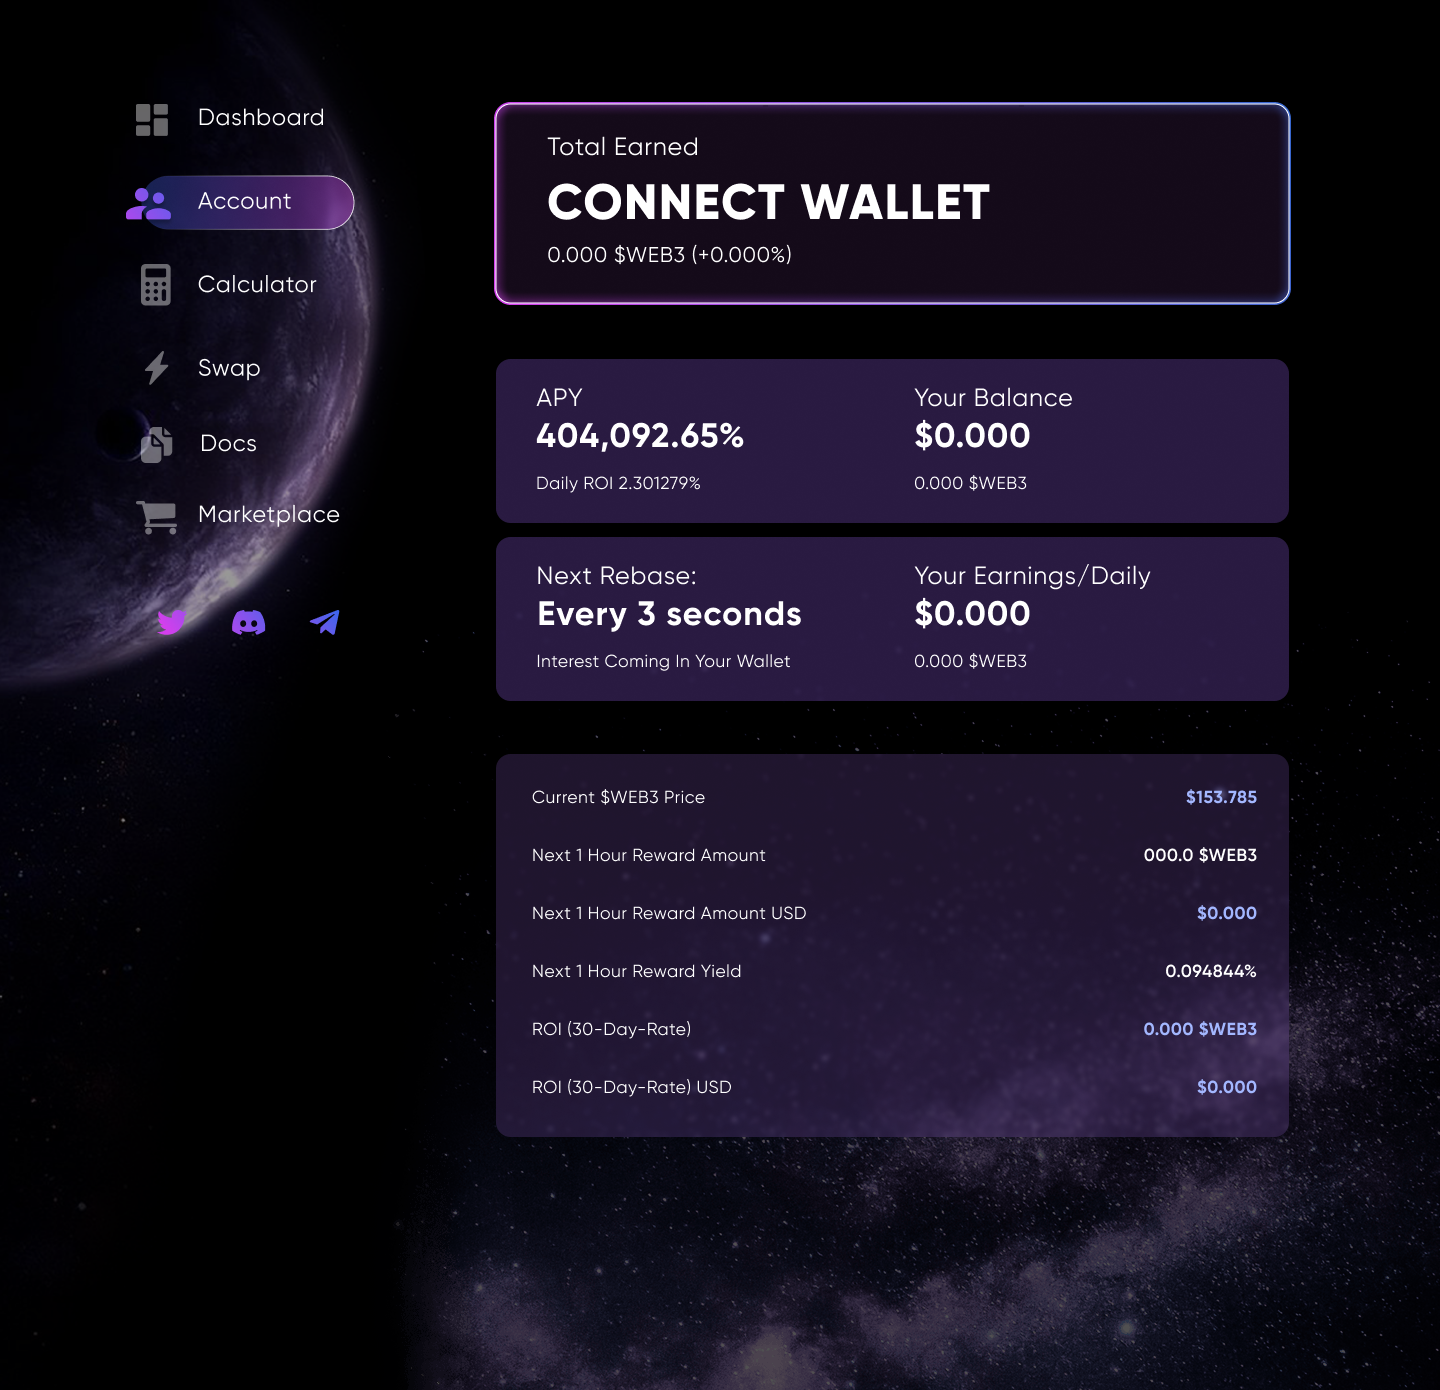 Dashboard
Account
Calculator
Swap
Docs
Marketplace
Total Earned
CONNECT WALLET
0.000 $WEB3 (+0.000%)
APY
404,092.65%
Daily ROI 2.301279%
Your Balance
$0.000
0.000 $WEB3
Next Rebase:
Every 3 seconds
Interest Coming In Your Wallet
Your Earnings/Daily
$0.000
0.000 $WEB3
Current $WEB3 Price $153.785
Next 1 Hour Reward Amount 000.0 $WEB3
Next 1 Hour Reward Amount USD $0.000
Next 1 Hour Reward Yield 0.094844%
ROI (30-Day-Rate) 0.000 $WEB3
ROI (30-Day-Rate) USD $0.000